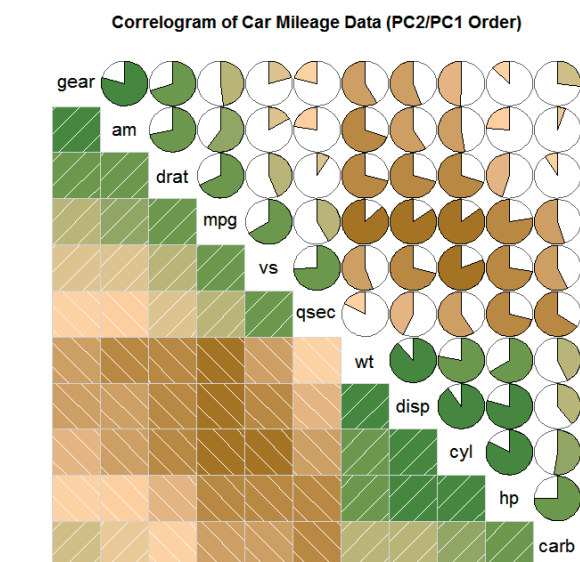 Correlogram of Car Mileage Data (PC2/PC1 Order)
gear
am
drat
mpg
vs
qsec
wt
disp
cyl
hp
carb